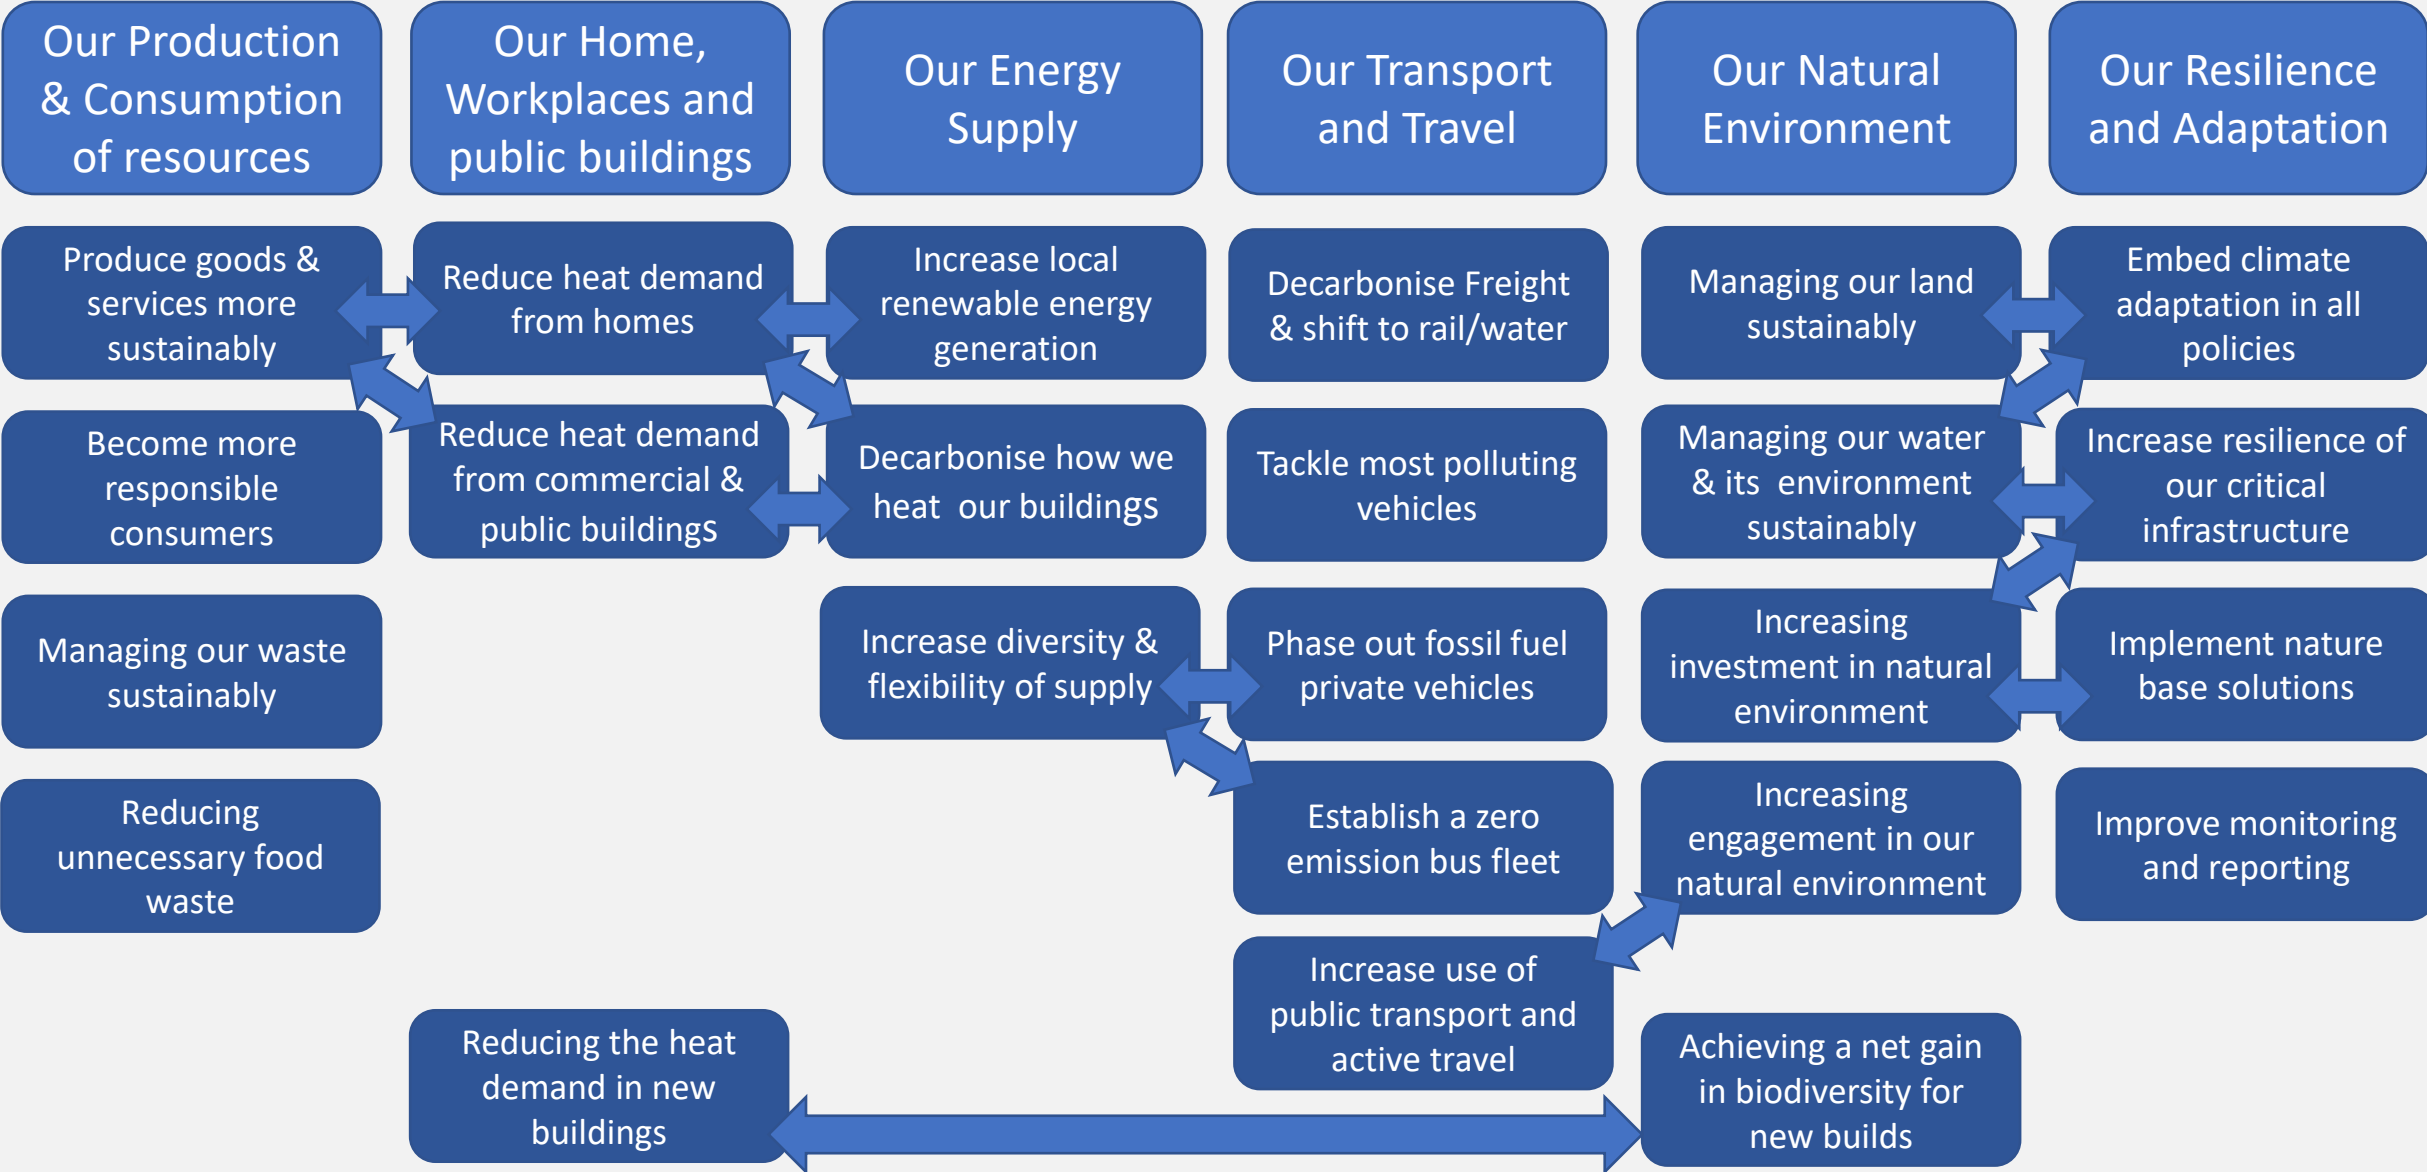 Our Production
& Consumption
of resources
Our Home,
Workplaces and
public buildings
Our Energy
Supply
Our Transport
and Travel
Our Natural
Environment
Our Resilience
and Adaptation
Produce goods &
services more
sustainably
Reduce heat demand
from homes
Increase local
renewable energy
generation
Decarbonise Freight
& shift to rail/water
Managing our land
sustainably
Embed climate
adaptation in all
policies
Become more
responsible
consumers
Reduce heat demand
from commercial &
public buildings
Decarbonise how we
heat  our buildings
Tackle most polluting
vehicles
Managing our water
& its  environment
sustainably
Increase resilience of
our critical
infrastructure
Managing our waste
sustainably
Increase diversity &
flexibility of supply
Phase out fossil fuel
private vehicles
Increasing
investment in natural
environment
Implement nature
base solutions
Reducing
unnecessary food
waste
Establish a zero
emission bus fleet
Increasing
engagement in our
natural environment
Improve monitoring
and reporting
Increase use of
public transport and
active travel
Reducing the heat
demand in new
buildings
Achieving a net gain
in biodiversity for
new builds